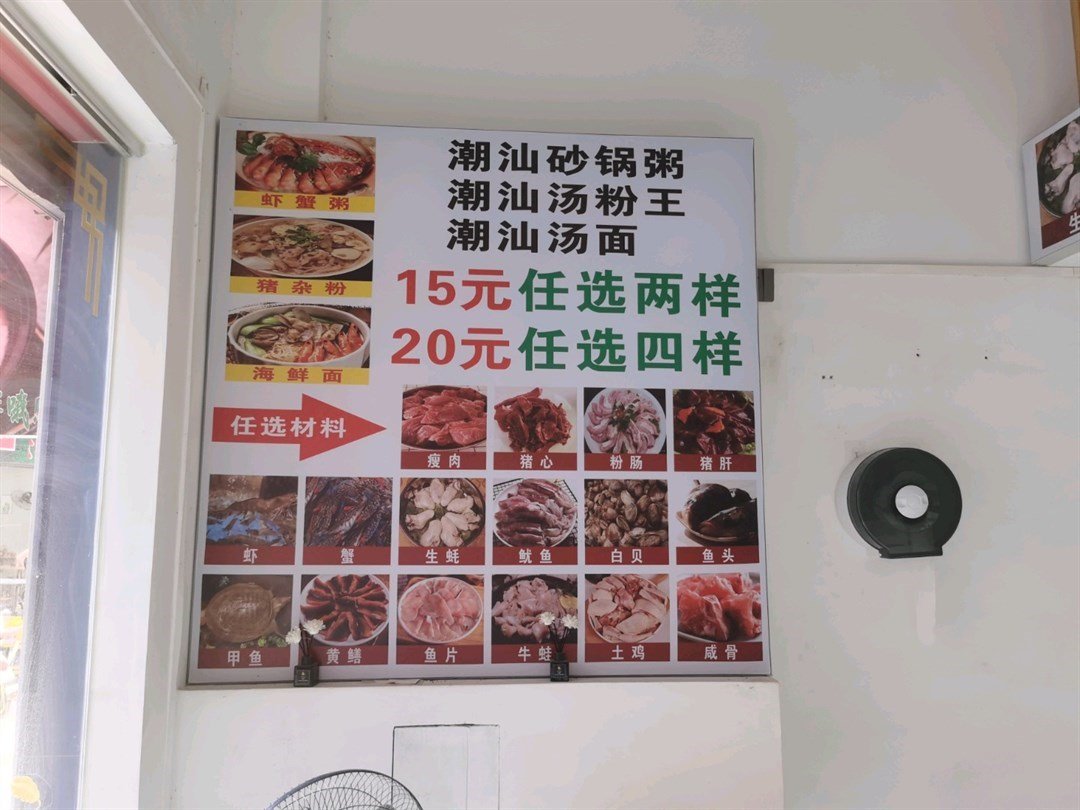 潮汕砂锅粥
潮汕汤粉王
潮汕汤面
15元任选两样
20元任选四样
虾蟹粥
猪杂粉
海鲜面
任选材料
瘦肉 猪心 粉肠 猪肝
虾 蟹 生蚝 鱿鱼 白贝 鱼头
甲鱼 黄鳝 鱼片 牛蛙 土鸡 咸骨
生